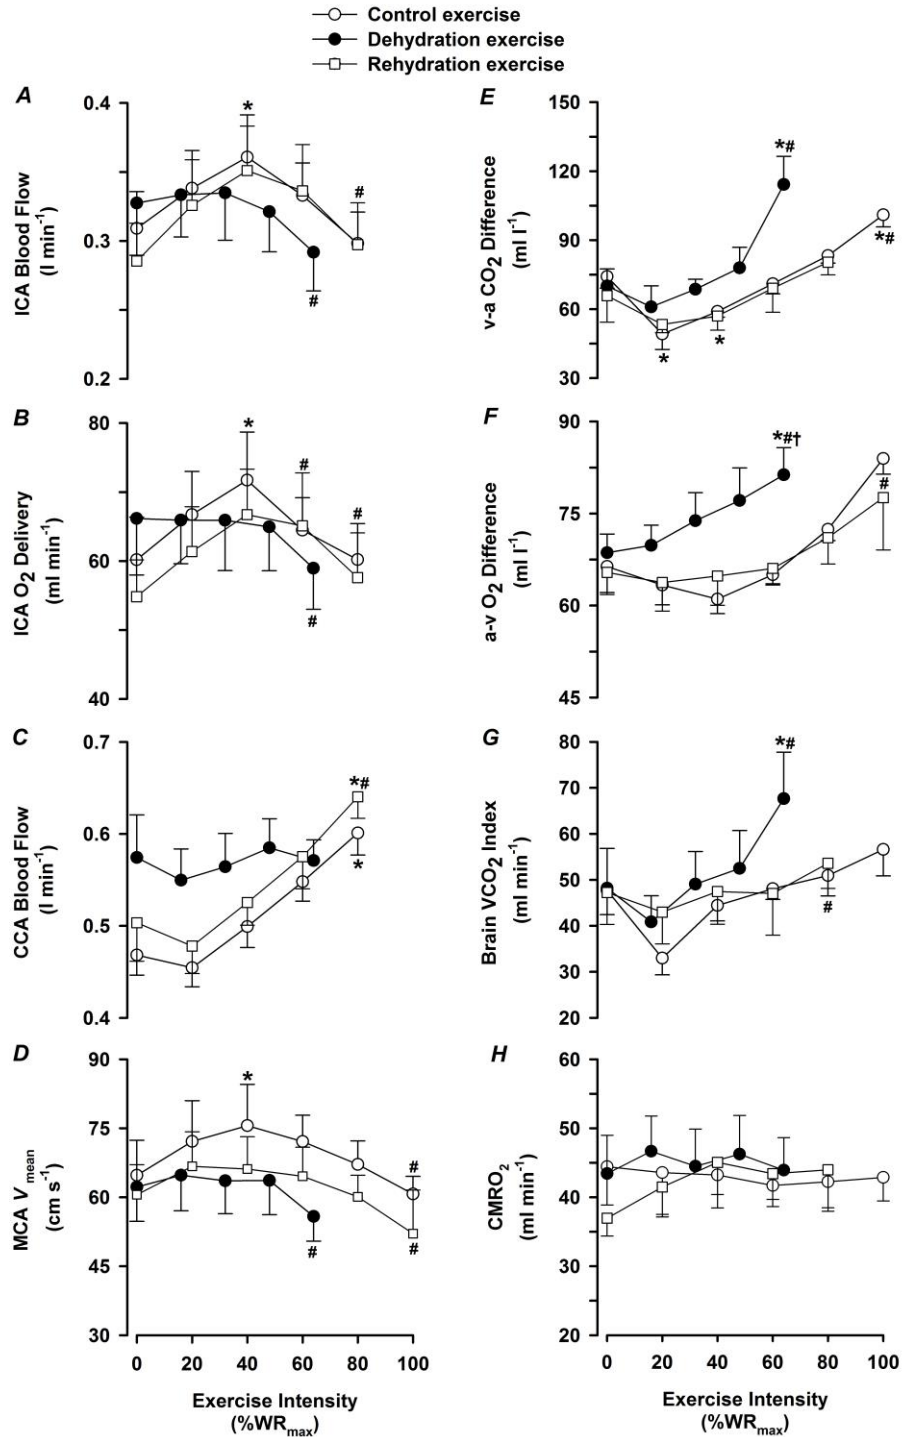 Control exercise
Dehydration exercise
Rehydration exercise
A
0.4
0.3
0.2
ICA Blood Flow
(l min⁻¹)
*
#
#
B
80
60
40
ICA O₂ Delivery
(ml min⁻¹)
*
#
#
#
C
0.7
0.6
0.5
0.4
CCA Blood Flow
(l min⁻¹)
*#
*
D
90
75
60
45
30
MCA Vmean
(cm s⁻¹)
*
#
#
#
0 20 40 60 80 100
Exercise Intensity
(%WRmax)
E
150
120
90
60
30
v-a CO₂ Difference
(ml l⁻¹)
*#
*#
*
*
F
90
75
60
45
a-v O₂ Difference
(ml l⁻¹)
*#†
#
G
80
70
60
50
40
30
20
Brain VCO₂ Index
(ml min⁻¹)
*#
#
H
60
50
40
30
20
CMRO₂
(ml min⁻¹)
0 20 40 60 80 100
Exercise Intensity
(%WRmax)